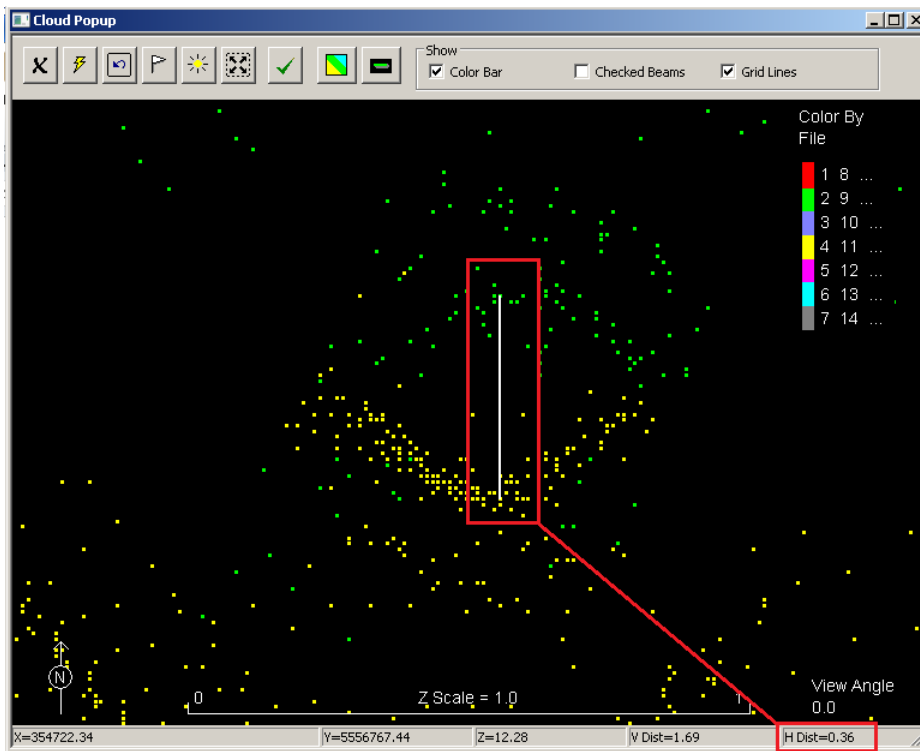 Cloud Popup
Show
Color Bar
Checked Beams
Grid Lines
Color By
File
1 8 ...
2 9 ...
3 10 ...
4 11 ...
5 12 ...
6 13 ...
7 14 ...
N
0
Z Scale = 1.0
1
View Angle
0.0
X=354722.34
Y=5556767.44
Z=12.28
V Dist=1.69
H Dist=0.36